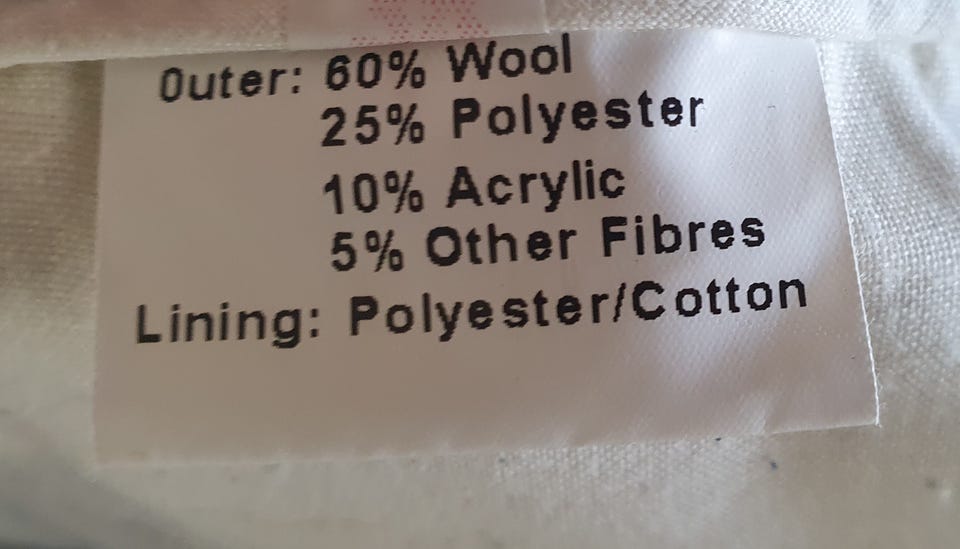 Outer: 60% Wool
25% Polyester
10% Acrylic
5% Other Fibres
Lining: Polyester/Cotton